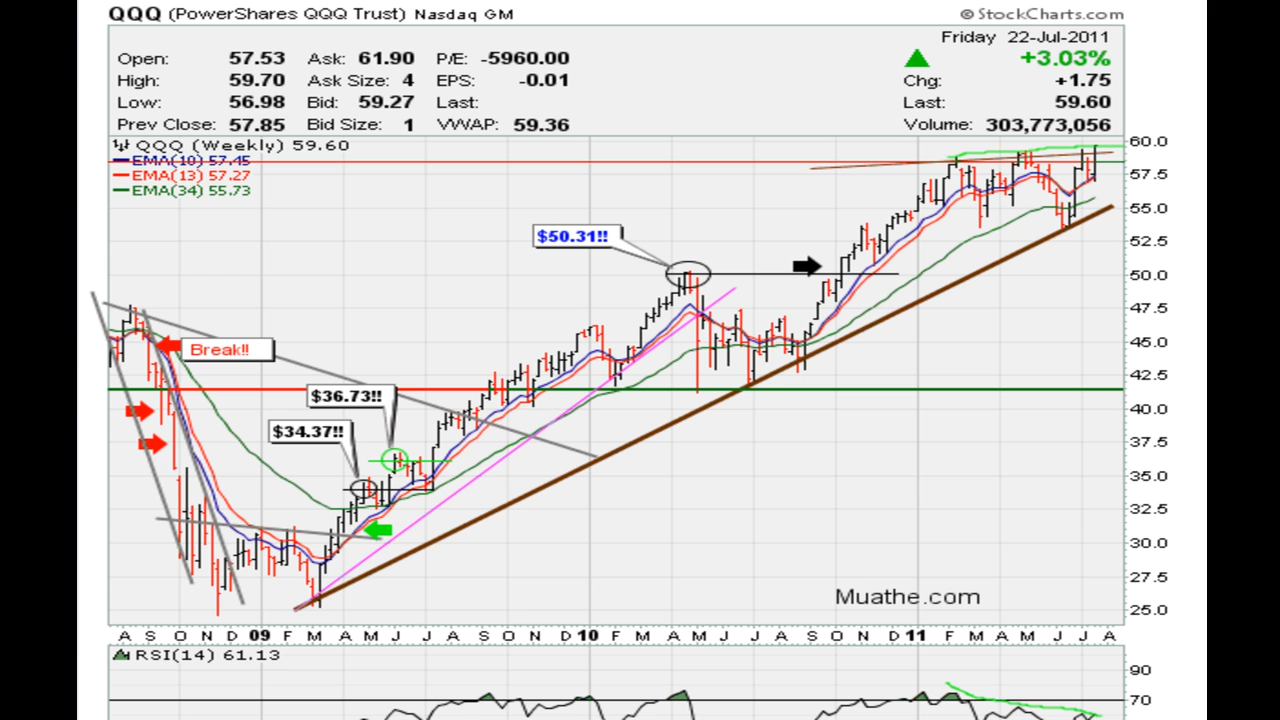 QQQ (PowerShares QQQ Trust) Nasdaq GM
© StockCharts.com
Friday 22-Jul-2011
Open: 57.53 Ask: 61.90 P/E: -5960.00
+3.03%
High: 59.70 Ask Size: 4 EPS: -0.01
Chg: +1.75
Low: 56.98 Bid: 59.27 Last:
Last: 59.60
Prev Close: 57.85 Bid Size: 1 VWAP: 59.36
Volume: 303,773,056
QQQ (Weekly) 59.60
EMA(10) 57.45
EMA(13) 57.27
EMA(34) 55.73
60.0
57.5
55.0
52.5
50.0
47.5
45.0
42.5
40.0
37.5
35.0
32.5
30.0
27.5
25.0
$50.31!!
Break!!
$36.73!!
$34.37!!
Muathe.com
A S O N D 09 F M A M J J A S O N D 10 F M A M J J A S O N D 11 F M A M J J A
RSI(14) 61.13
90
70